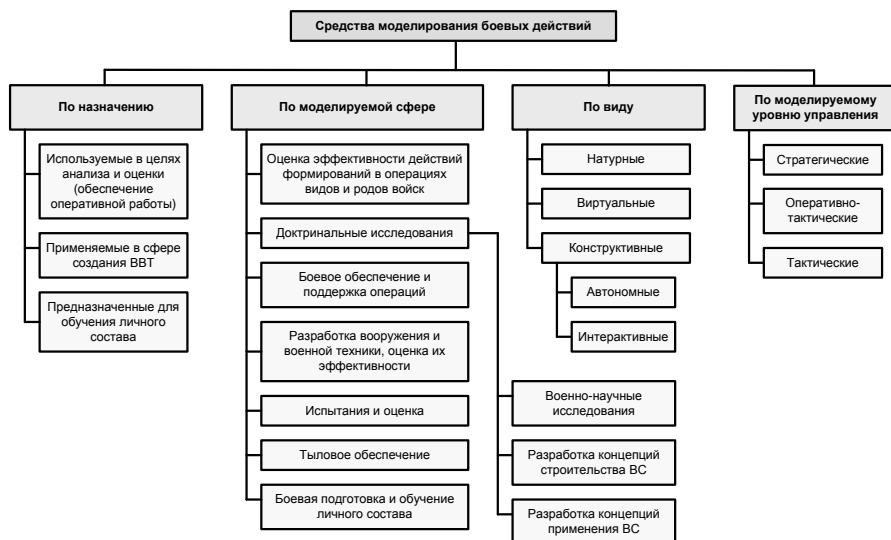 Средства моделирования боевых действий
По назначению
Используемые в целях
анализа и оценки
(обеспечение
оперативной работы)
Применяемые в сфере
создания ВВТ
Предназначенные для
обучения личного
состава
По моделируемой сфере
Оценка эффективности действий
формирований в операциях
видов и родов войск
Доктринальные исследования
Боевое обеспечение и
поддержка операций
Разработка вооружения и
военной техники, оценка их
эффективности
Испытания и оценка
Тыловое обеспечение
Боевая подготовка и обучение
личного состава
Военно-научные
исследования
Разработка концепций
строительства ВС
Разработка концепций
применения ВС
По виду
Натурные
Виртуальные
Конструктивные
Автономные
Интерактивные
По моделируемому
уровню управления
Стратегические
Оперативно-
тактические
Тактические